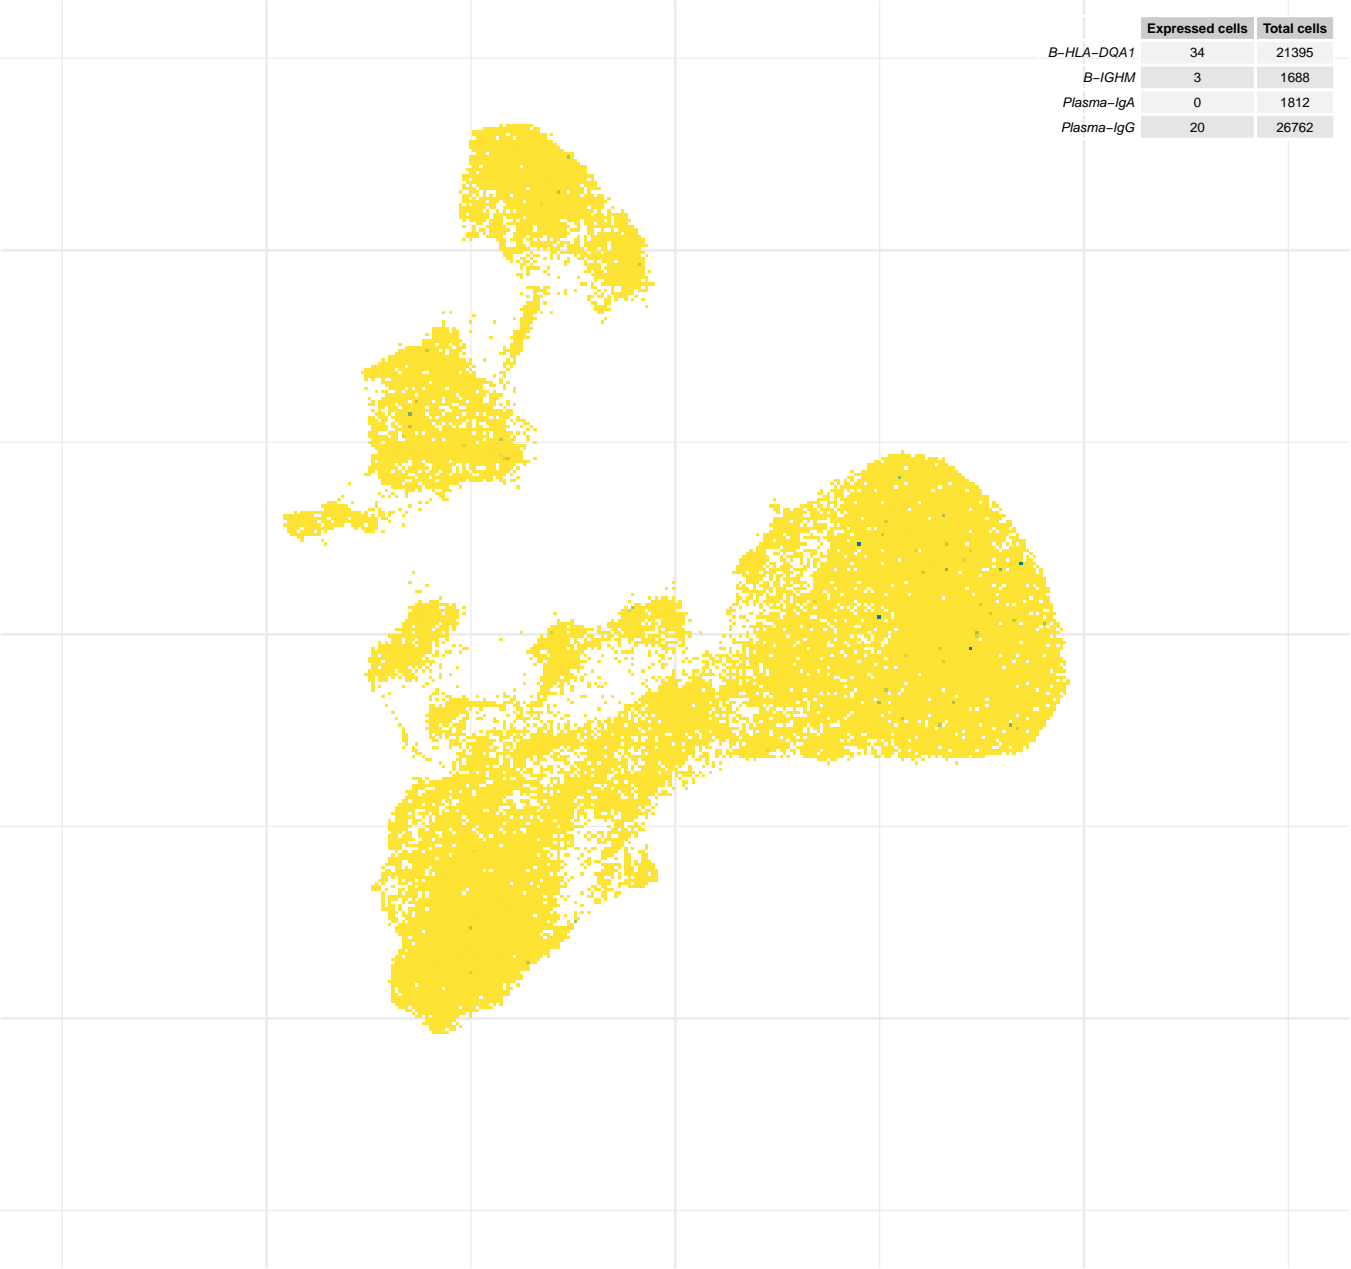 Expressed cells Total cells
B−HLA−DQA1 34 21395
B−IGHM 3 1688
Plasma−IgA 0 1812
Plasma−IgG 20 26762